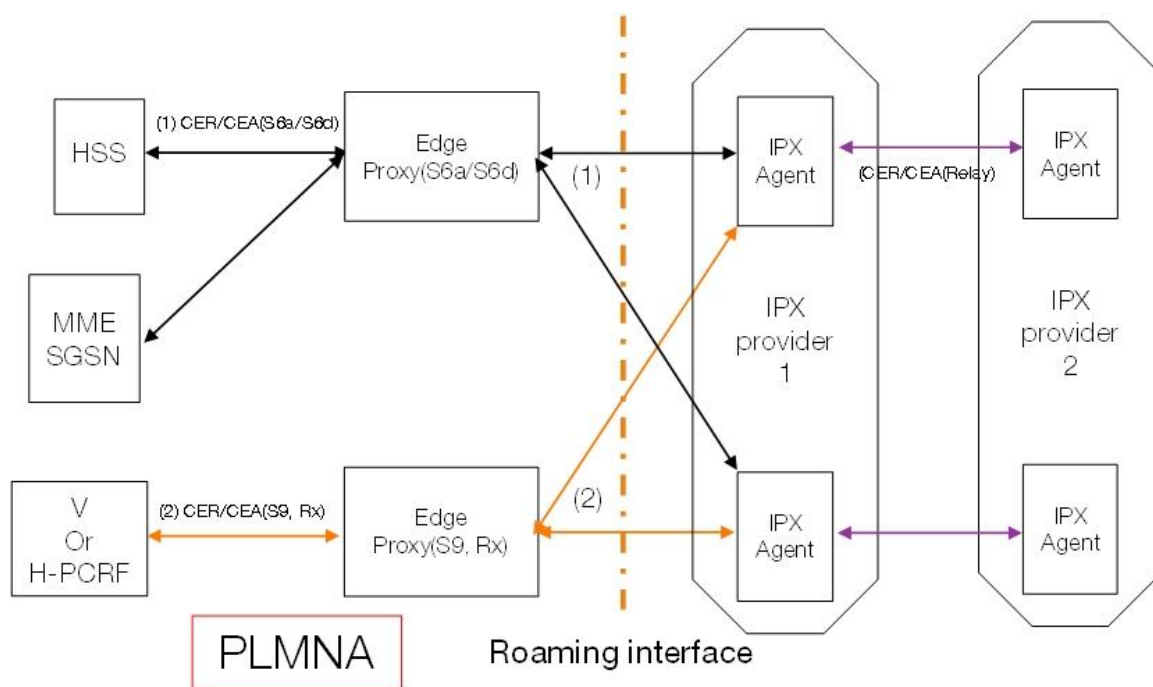 (1) CER/CEA(S6a/S6d)
HSS
Edge
Proxy(S6a/S6d)
(1)
IPX
Agent
(CER/CEA(Relay)
IPX
Agent
MME
SGSN
IPX
provider
1
IPX
provider
2
V
Or
H-PCRF
(2) CER/CEA(S9, Rx)
Edge
Proxy(S9, Rx)
(2)
IPX
Agent
IPX
Agent
PLMNA
Roaming interface